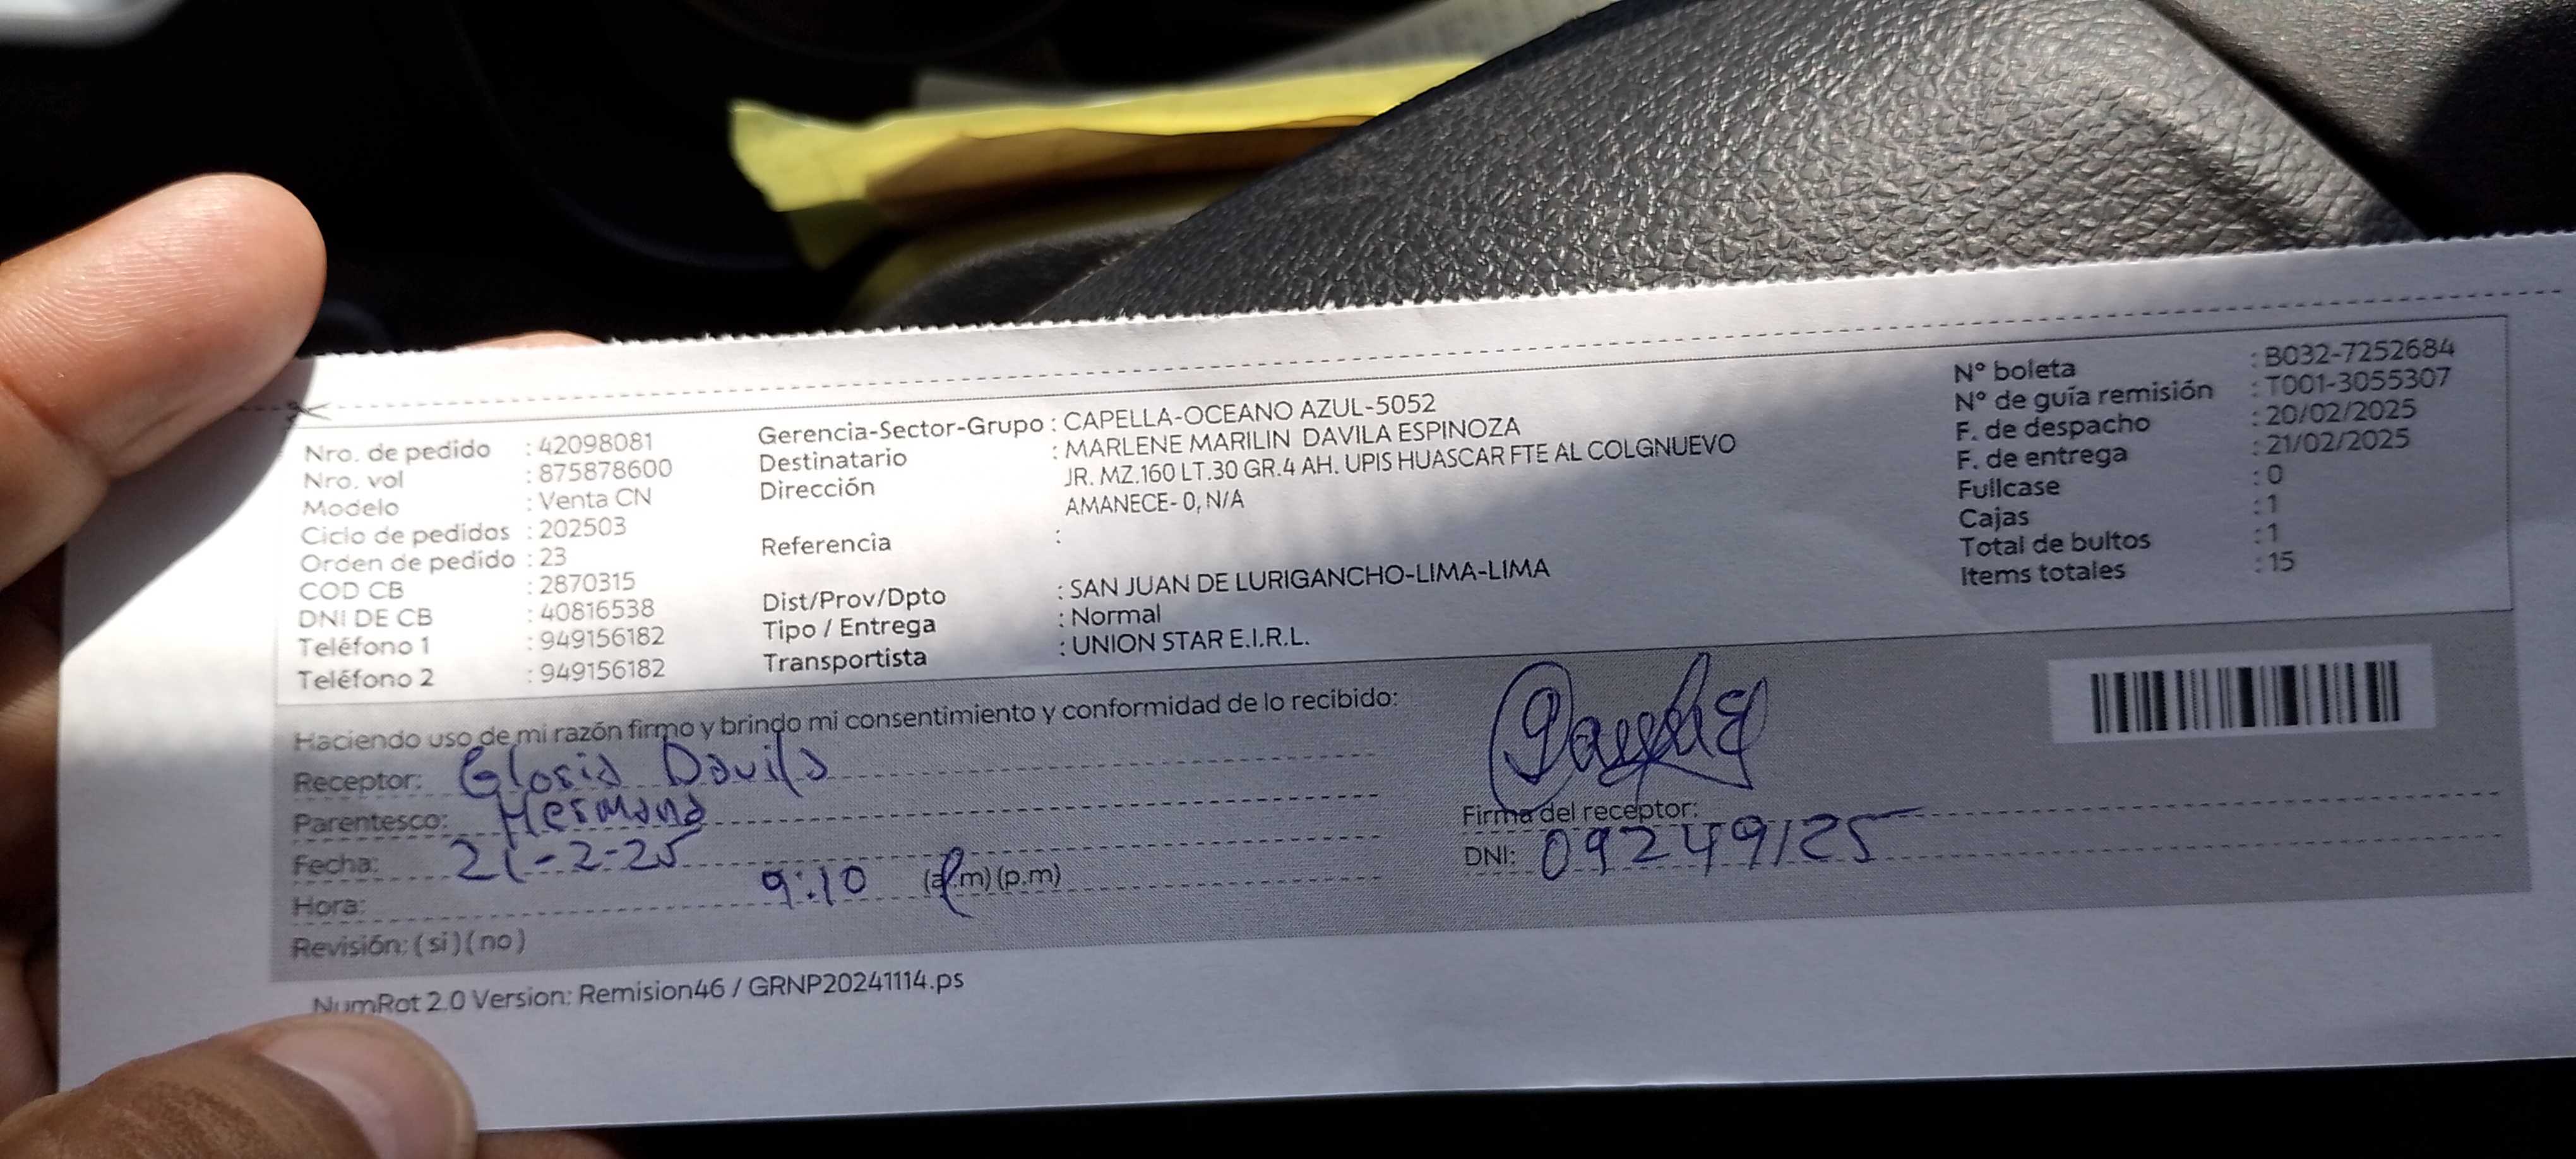 Nro. de pedido : 42098081
Nro. vol : 875878600
Modelo : Venta CN
Ciclo de pedidos : 202503
Orden de pedido : 23
COD CB : 2870315
DNI DE CB : 40816538
Teléfono 1 : 949156182
Teléfono 2 : 949156182
Gerencia-Sector-Grupo : CAPELLA-OCEANO AZUL-5052
Destinatario : MARLENE MARILIN DAVILA ESPINOZA
Dirección JR. MZ.160 LT.30 GR.4 AH. UPIS HUASCAR FTE AL COLGNUEVO
AMANECE- 0, N/A
Referencia :
Dist/Prov/Dpto : SAN JUAN DE LURIGANCHO-LIMA-LIMA
Tipo / Entrega : Normal
Transportista : UNION STAR E.I.R.L.
N° boleta : B032-7252684
N° de guía remisión : T001-3055307
F. de despacho : 20/02/2025
F. de entrega : 21/02/2025
Fullcase : 0
Cajas : 1
Total de bultos : 1
Items totales : 15
Haciendo uso de mi razón firmo y brindo mi consentimiento y conformidad de lo recibido:
Receptor: Gloria Davila
Parentesco: Hermana
Fecha: 21-2-25
Hora: 9:10 (a.m) (p.m)
Revisión: (si) (no)
Firma del receptor:
DNI: 09249125
NumRot 2.0 Version: Remision46 / GRNP20241114.ps